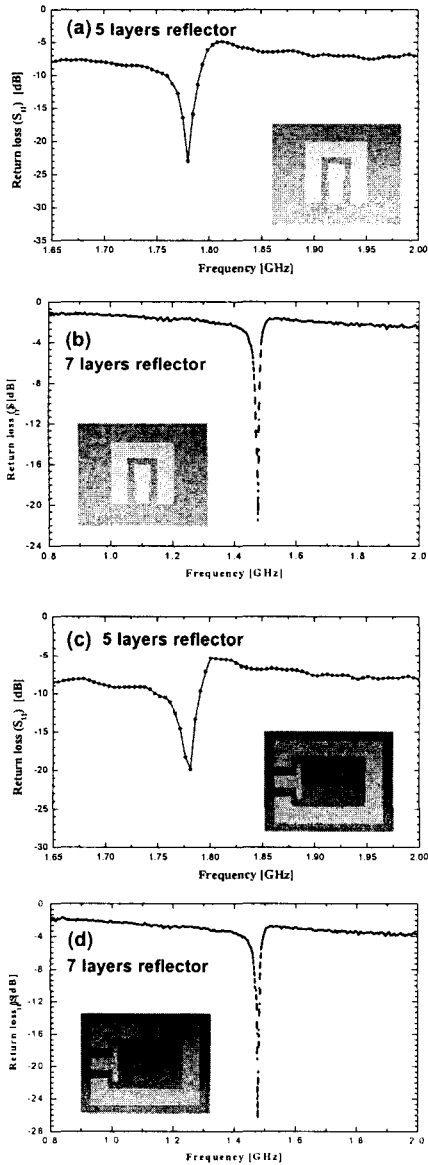 (a) 5 layers reflector
Return loss (S11) [dB]
-5
-10
-15
-20
-25
-30
-35
1.65 1.70 1.75 1.80 1.85 1.90 1.95 2.00
Frequency [GHz]
0
(b)
7 layers reflector
Return loss [dB]
-4
-8
-12
-16
-20
-24
0.8 1.0 1.2 1.4 1.6 1.8 2.0
Frequency [GHz]
0
(c) 5 layers reflector
Return loss (S11) [dB]
-5
-10
-15
-20
-25
-30
1.65 1.70 1.75 1.80 1.85 1.90 1.95 2.00
Frequency [GHz]
0
(d)
7 layers reflector
Return loss [dB]
-4
-8
-12
-16
-20
-24
-28
0.8 1.0 1.2 1.4 1.6 1.8 2.0
Frequency [GHz]